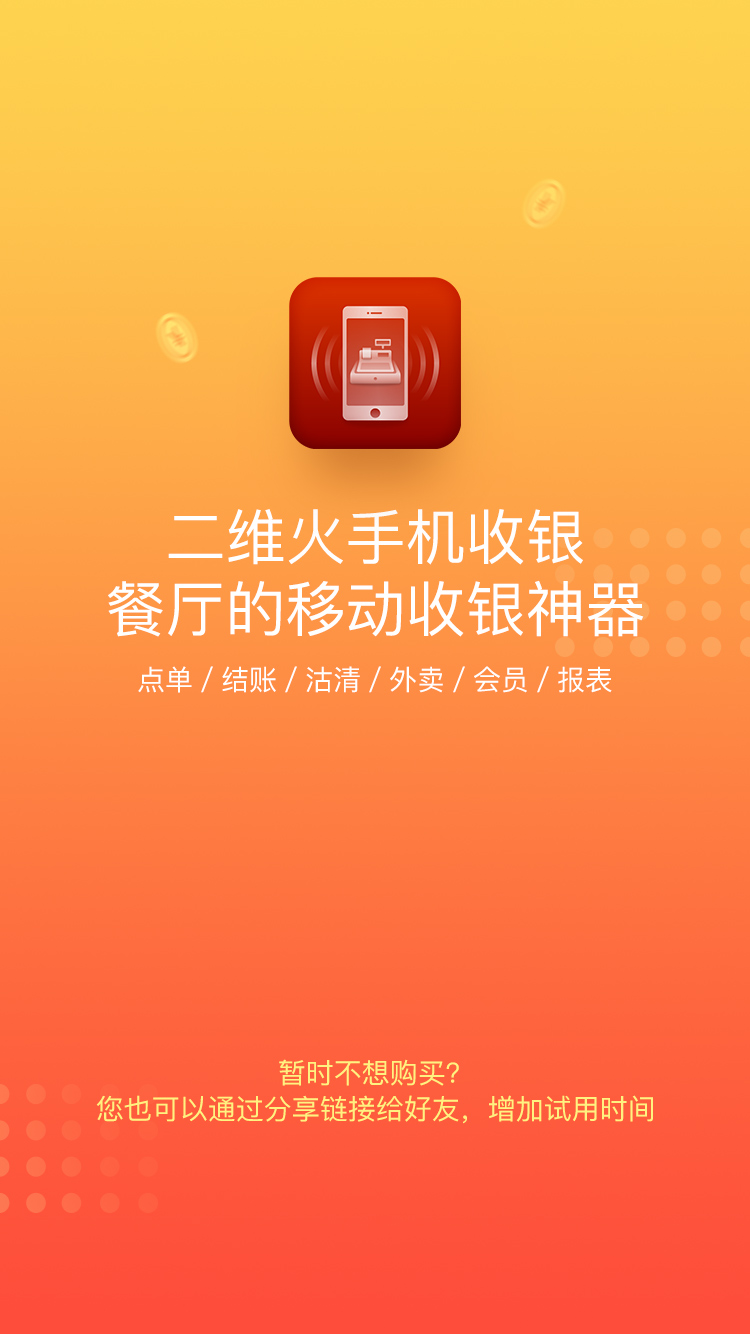 二维火手机收银
餐厅的移动收银神器
点单 / 结账 / 沽清 / 外卖 / 会员 / 报表
暂时不想购买？
您也可以通过分享链接给好友，增加试用时间